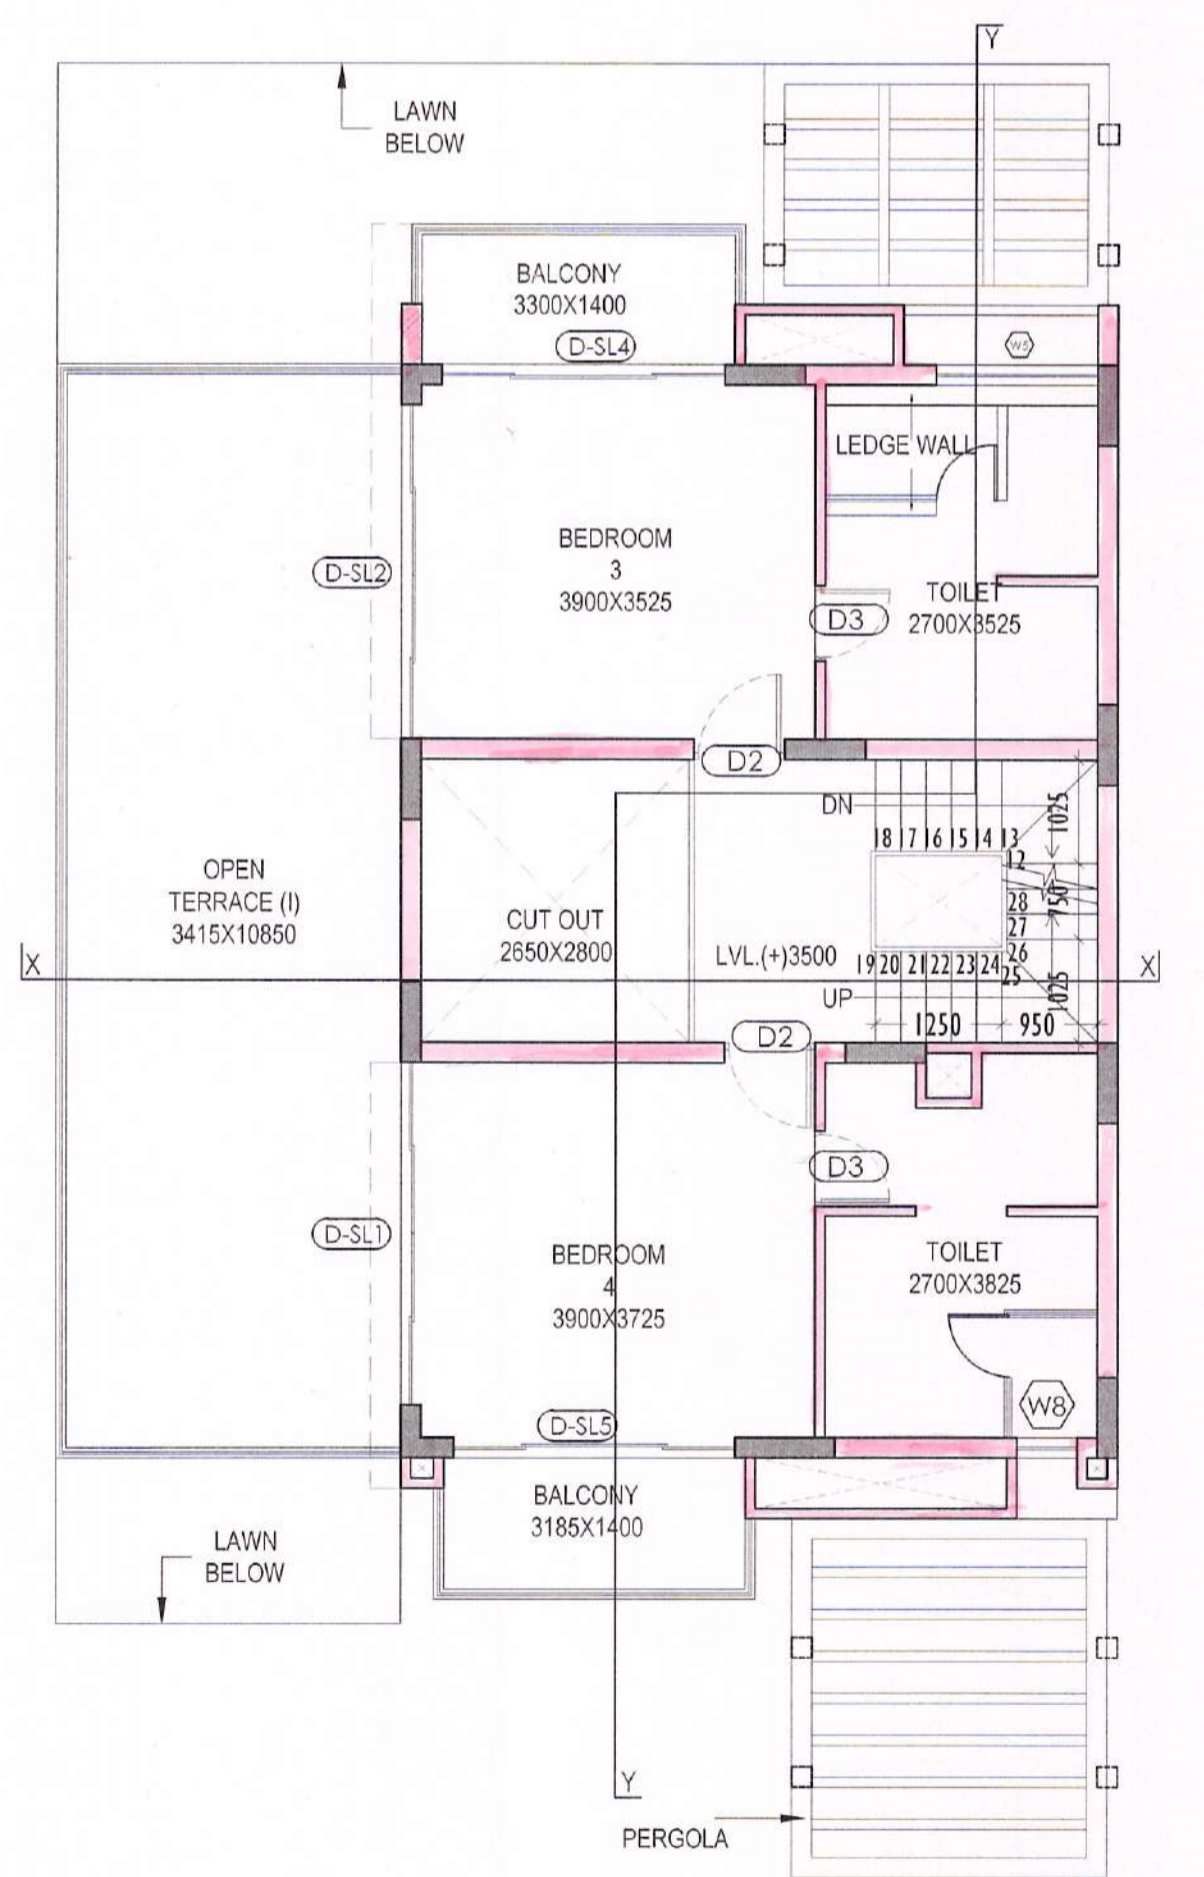 Y
LAWN
BELOW
BALCONY
3300X1400
D-SL4
W5
LEDGE WALL
BEDROOM
3
3900X3525
D-SL2
TOILET
2700X3525
D3
D2
DN
1025
18 17 16 15 14 13
12
OPEN
TERRACE (I)
3415X10850
750
28
27
26
25
CUT OUT
2650X2800
LVL.(+)3500
19 20 21 22 23 24
X
X
UP
1025
1250
950
D2
D3
D-SL1
BEDROOM
4
3900X3725
TOILET
2700X3825
W8
D-SL5
BALCONY
3185X1400
LAWN
BELOW
Y
PERGOLA